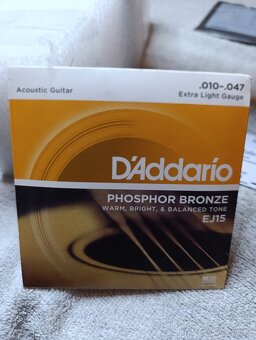 Acoustic Guitar
.010-.047
Extra Light Gauge
D'Addario
PHOSPHOR BRONZE
WARM, BRIGHT, & BALANCED TONE
EJ15